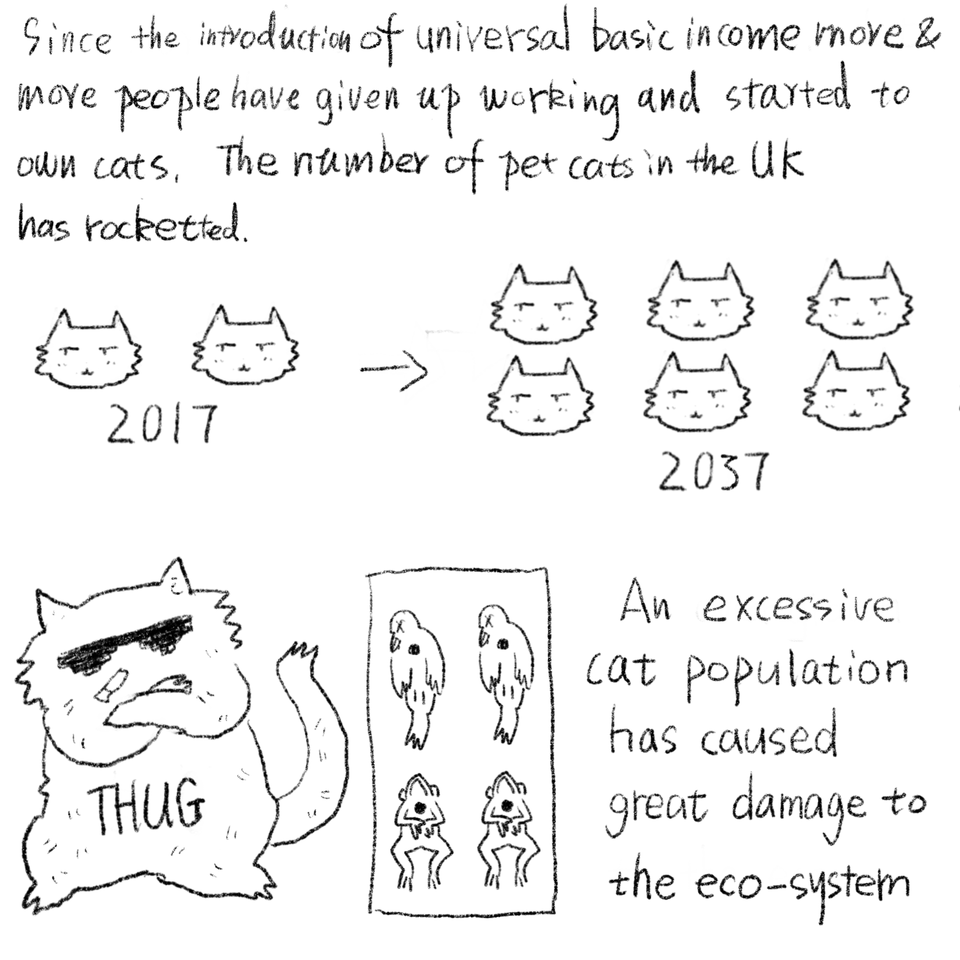 Since the introduction of universal basic income more &
more people have given up working and started to
own cats. The number of pet cats in the UK
has rocketted.
2017
2037
THUG
An excessive
cat population
has caused
great damage to
the eco-system